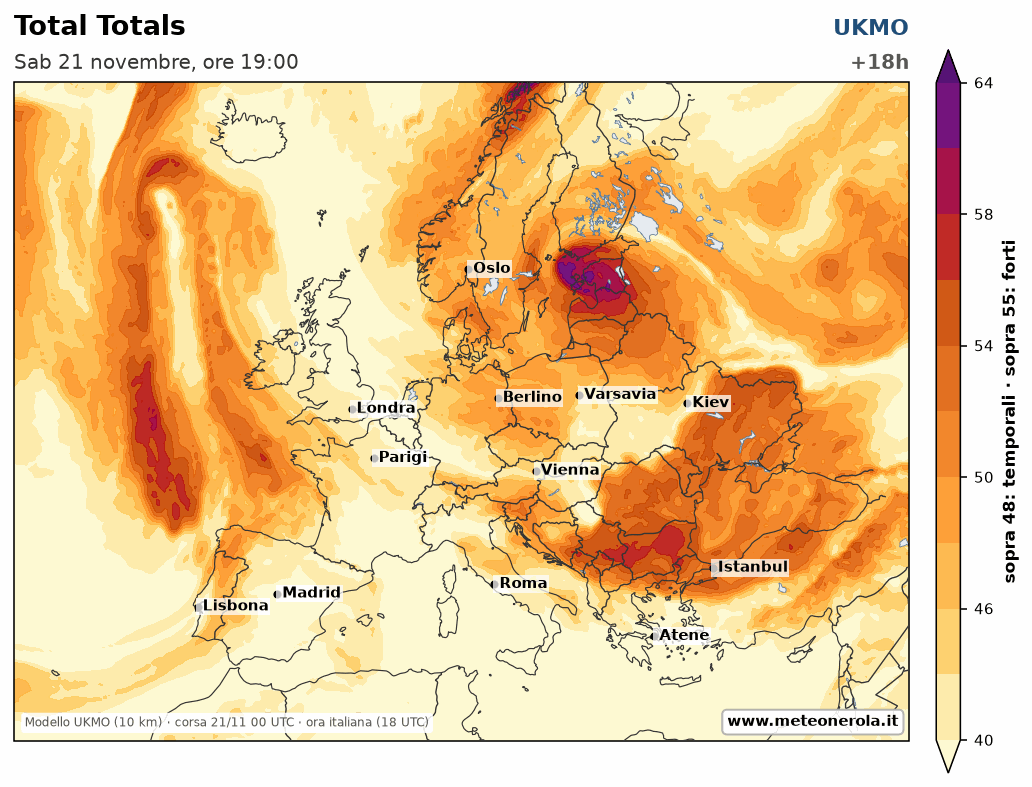 Total Totals
UKMO
Sab 21 novembre, ore 19:00
+18h
64
58
54
50
46
40
sopra 48: temporali · sopra 55: forti
Oslo
Berlino
Varsavia
Kiev
Londra
Parigi
Vienna
Istanbul
Roma
Madrid
Lisbona
Atene
Modello UKMO (10 km) · corsa 21/11 00 UTC · ora italiana (18 UTC)
www.meteonerola.it